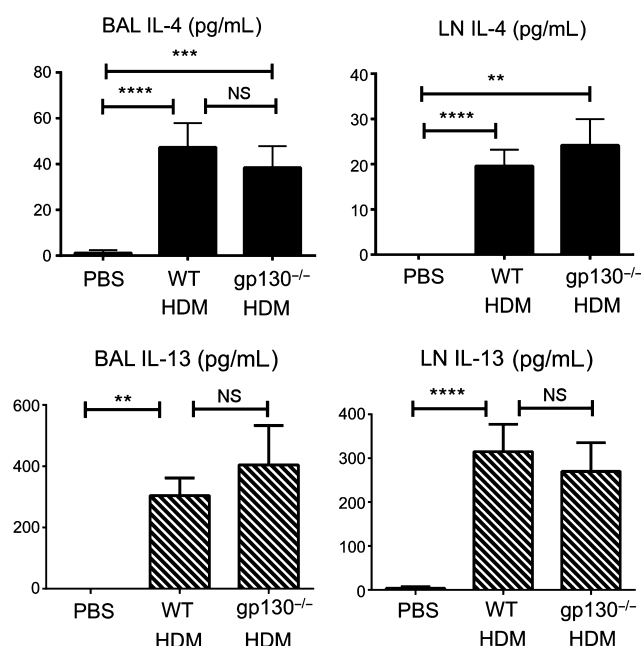 BAL IL-4 (pg/mL)
***
**** NS
80
60
40
20
0
PBS WT gp130⁻/⁻
HDM HDM
LN IL-4 (pg/mL)
**
****
40
30
20
10
0
PBS WT gp130⁻/⁻
HDM HDM
BAL IL-13 (pg/mL)
** NS
600
400
200
0
PBS WT gp130⁻/⁻
HDM HDM
LN IL-13 (pg/mL)
**** NS
400
300
200
100
0
PBS WT gp130⁻/⁻
HDM HDM